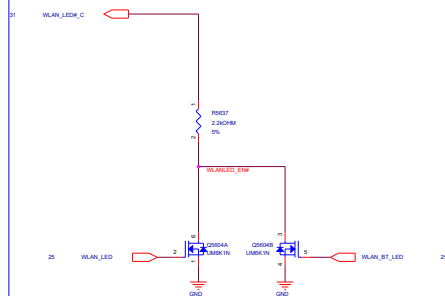 31 WLAN_LED#_C
1
R5637
2.2kOHM
5%
2
WLANLED_EN#
6 Q5604A Q5604B 3
UM6K1N UM6K1N
25 WLAN_LED 2 5 WLAN_BT_LED 25
1 4
GND GND